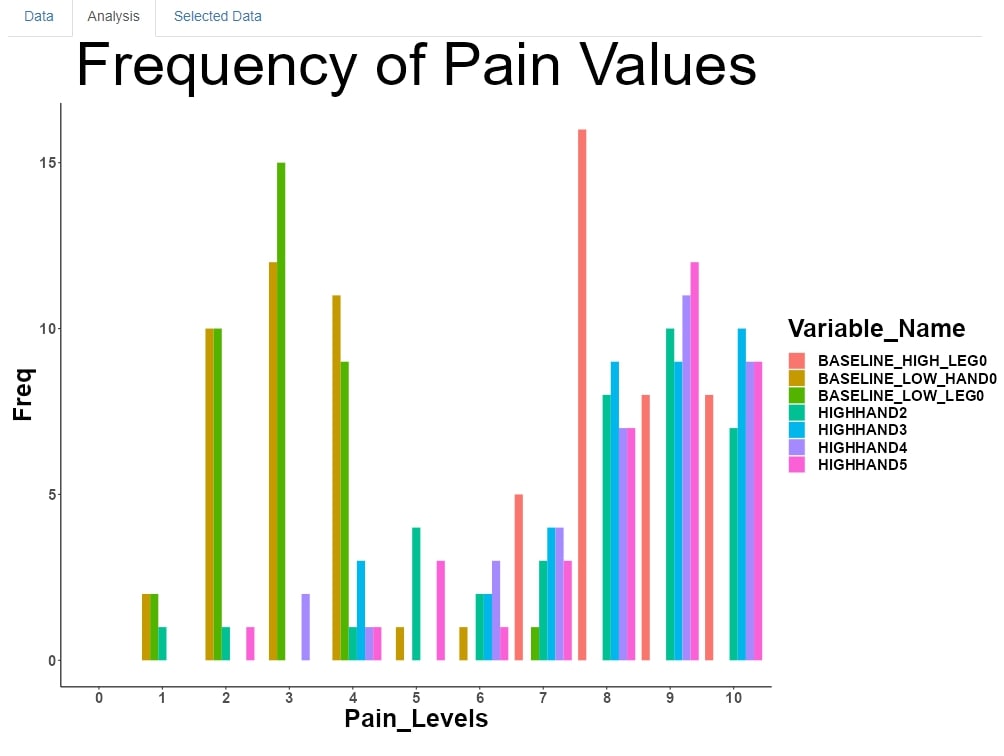 Data Analysis Selected Data
Frequency of Pain Values
15
10
5
0
Freq
0 1 2 3 4 5 6 7 8 9 10
Pain_Levels
Variable_Name
BASELINE_HIGH_LEG0
BASELINE_LOW_HAND0
BASELINE_LOW_LEG0
HIGHHAND2
HIGHHAND3
HIGHHAND4
HIGHHAND5